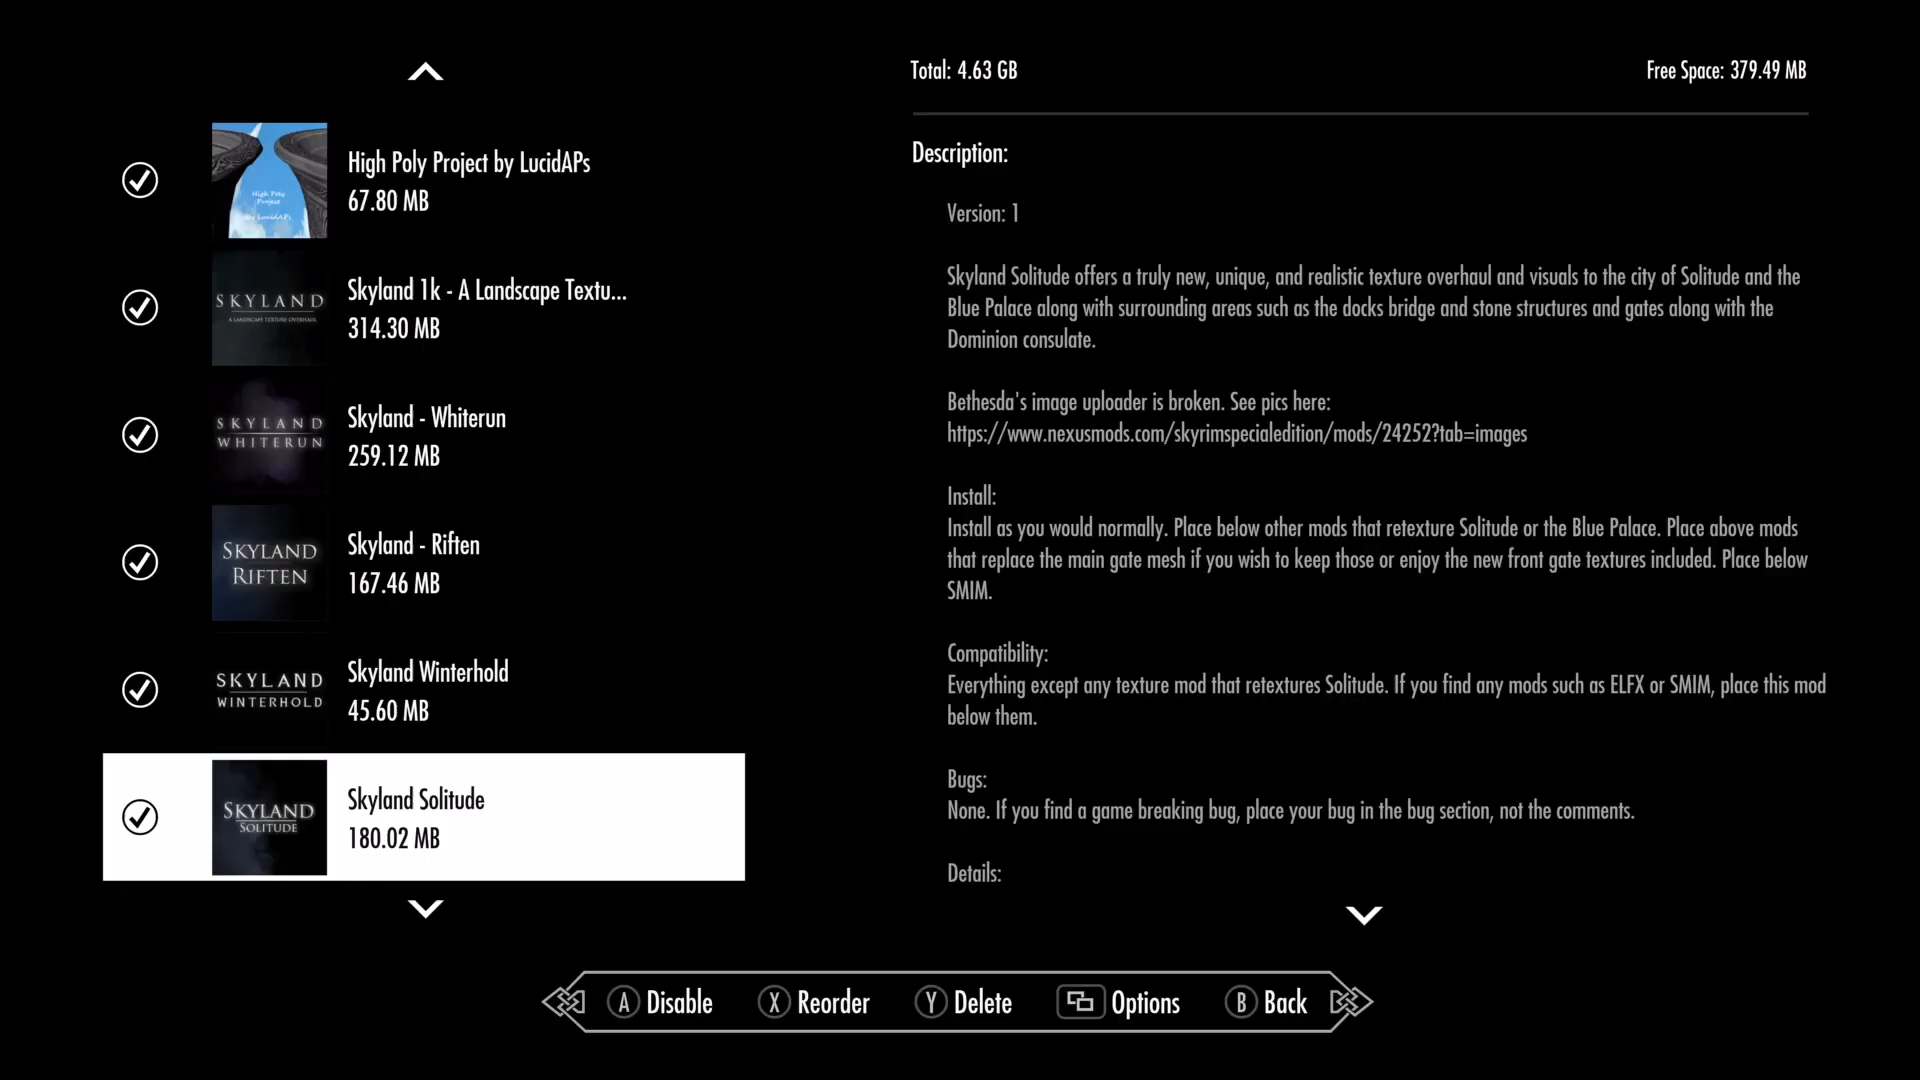 Total: 4.63 GB
Free Space: 379.49 MB
High Poly
Project
By LucidAPs
High Poly Project by LucidAPs
67.80 MB
SKYLAND
A LANDSCAPE TEXTURE OVERHAUL
Skyland 1k - A Landscape Textu...
314.30 MB
SKYLAND
WHITERUN
Skyland - Whiterun
259.12 MB
SKYLAND
RIFTEN
Skyland - Riften
167.46 MB
SKYLAND
WINTERHOLD
Skyland Winterhold
45.60 MB
SKYLAND
SOLITUDE
Skyland Solitude
180.02 MB
Description:
Version: 1
Skyland Solitude offers a truly new, unique, and realistic texture overhaul and visuals to the city of Solitude and the
Blue Palace along with surrounding areas such as the docks bridge and stone structures and gates along with the
Dominion consulate.
Bethesda's image uploader is broken. See pics here:
https://www.nexusmods.com/skyrimspecialedition/mods/24252?tab=images
Install:
Install as you would normally. Place below other mods that retexture Solitude or the Blue Palace. Place above mods
that replace the main gate mesh if you wish to keep those or enjoy the new front gate textures included. Place below
SMIM.
Compatibility:
Everything except any texture mod that retextures Solitude. If you find any mods such as ELFX or SMIM, place this mod
below them.
Bugs:
None. If you find a game breaking bug, place your bug in the bug section, not the comments.
Details:
A Disable X Reorder Y Delete Options B Back